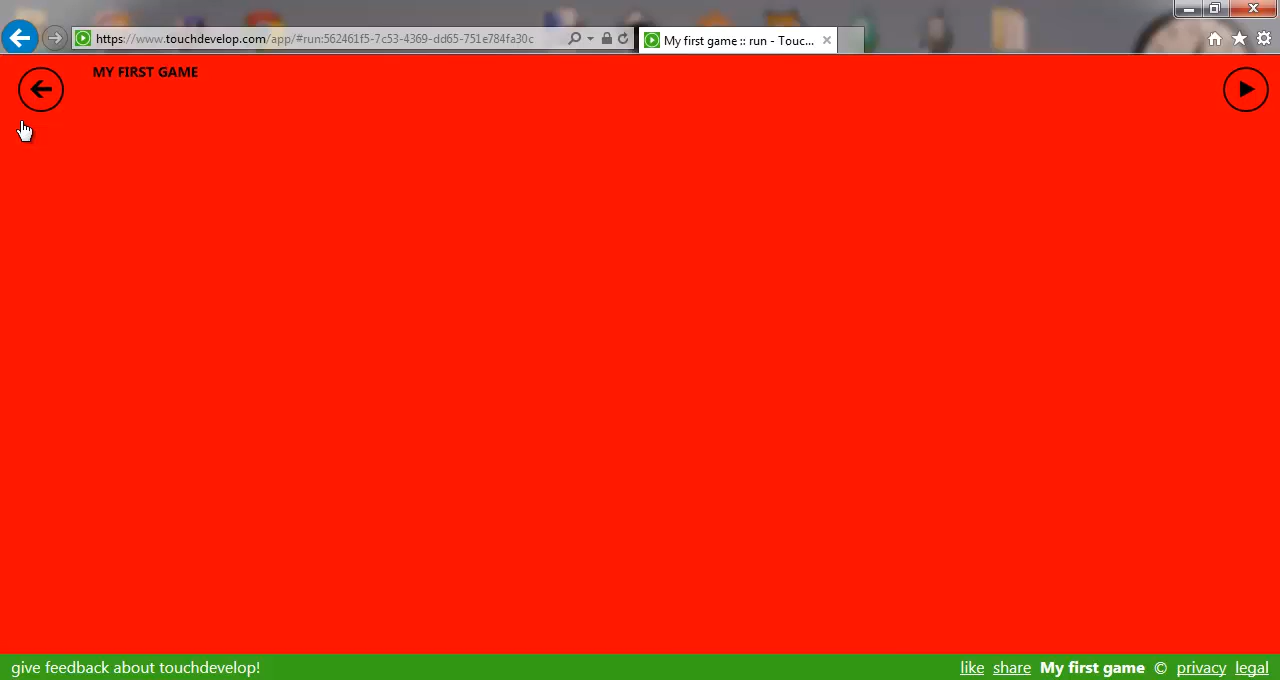 https://www.touchdevelop.com/app/#run:562461f5-7c53-4369-dd65-751e784fa30c
My first game :: run - Touc...
MY FIRST GAME
give feedback about touchdevelop!
like share My first game © privacy legal